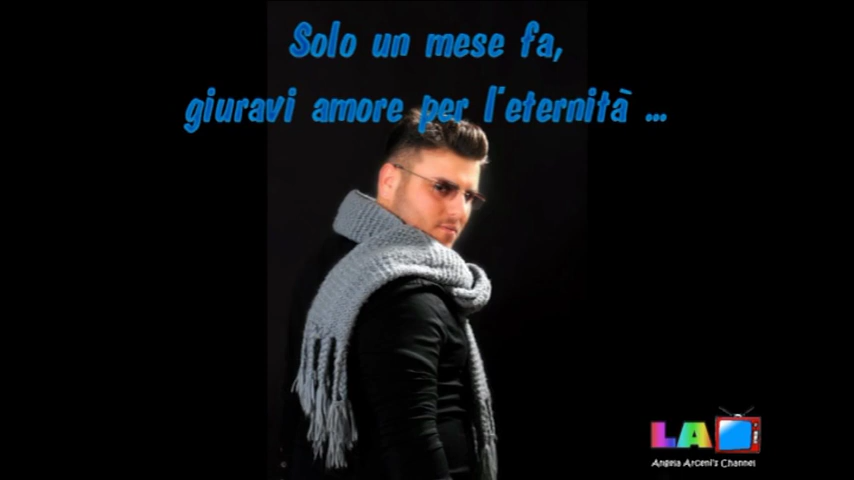 Solo un mese fa,
giuravi amore per l'eternità ...
LA
Angela Arceni's Channel